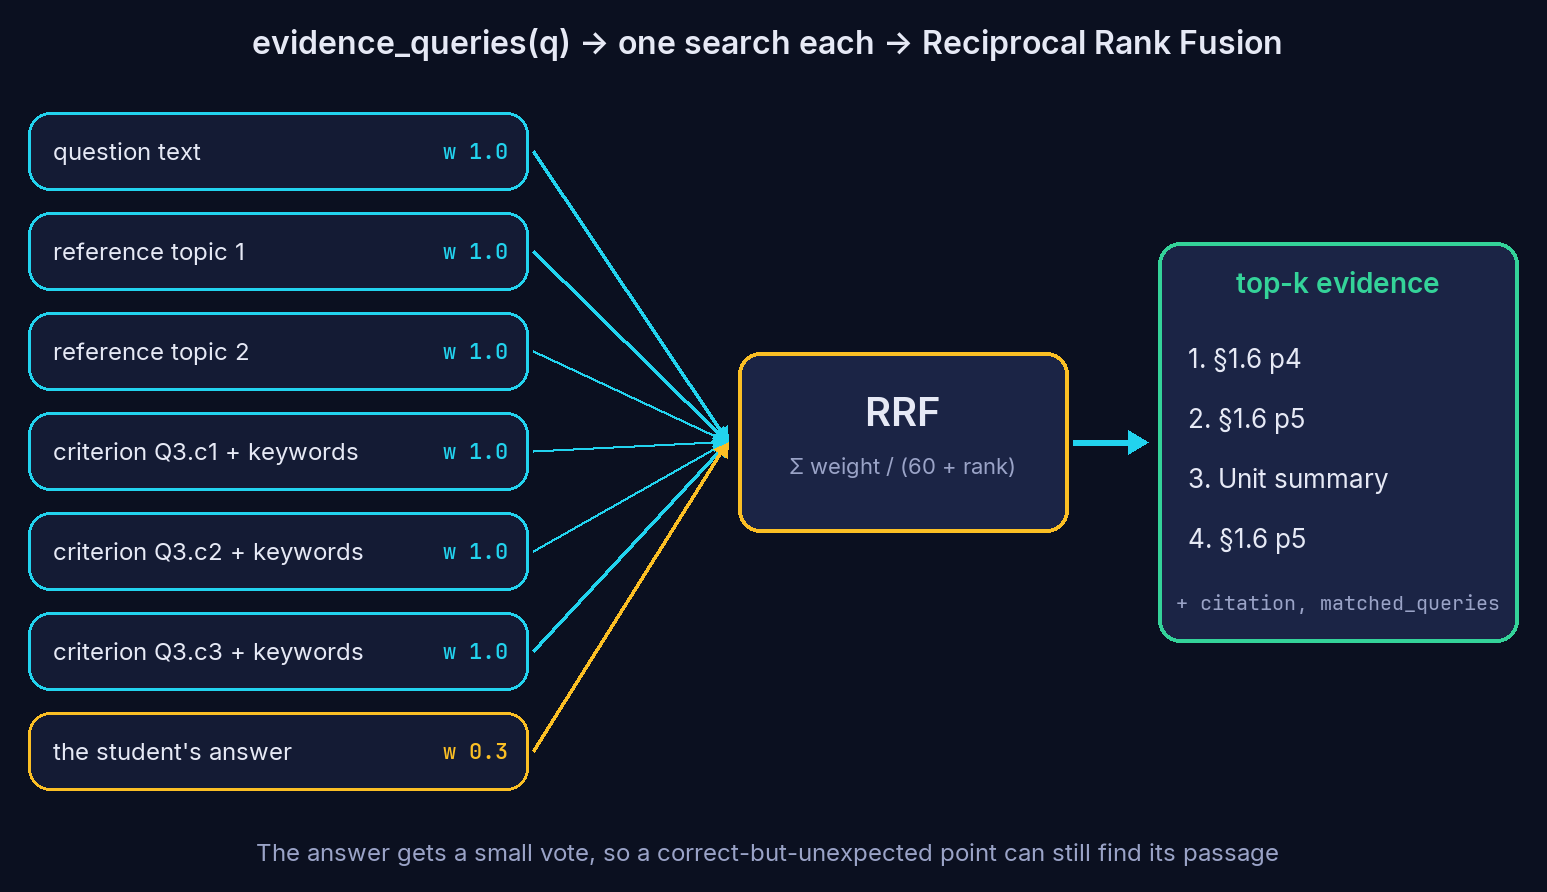 evidence_queries(q) → one search each → Reciprocal Rank Fusion
question text w 1.0
reference topic 1 w 1.0
reference topic 2 w 1.0
criterion Q3.c1 + keywords w 1.0
criterion Q3.c2 + keywords w 1.0
criterion Q3.c3 + keywords w 1.0
the student's answer w 0.3
RRF
Σ weight / (60 + rank)
top-k evidence
1. §1.6 p4
2. §1.6 p5
3. Unit summary
4. §1.6 p5
+ citation, matched_queries
The answer gets a small vote, so a correct-but-unexpected point can still find its passage